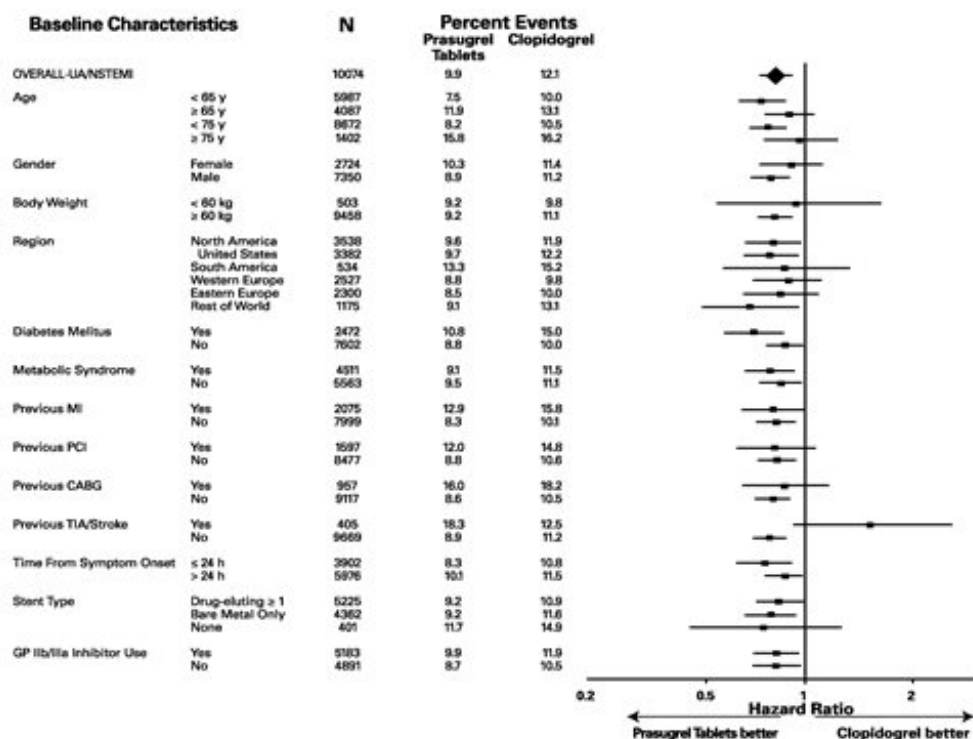 Baseline Characteristics N Percent Events
Prasugrel Tablets Clopidogrel
OVERALL-UA/NSTEMI 10074 9.9 12.1
Age < 65 y 5987 7.5 10.0
≥ 65 y 4087 11.9 13.1
< 75 y 8672 8.2 10.5
≥ 75 y 1402 15.8 16.2
Gender Female 2724 10.3 11.4
Male 7350 8.9 11.2
Body Weight < 60 kg 503 9.2 9.8
≥ 60 kg 9458 9.2 11.1
Region North America 3538 9.6 11.9
United States 3382 9.7 12.2
South America 534 13.3 15.2
Western Europe 2527 8.8 9.8
Eastern Europe 2300 8.5 10.0
Rest of World 1175 9.1 13.1
Diabetes Melitus Yes 2472 10.8 15.0
No 7602 8.8 10.0
Metabolic Syndrome Yes 4511 9.1 11.5
No 5563 9.5 11.1
Previous MI Yes 2075 12.9 15.8
No 7999 8.3 10.1
Previous PCI Yes 1597 12.0 14.8
No 8477 8.8 10.6
Previous CABG Yes 957 16.0 18.2
No 9117 8.6 10.5
Previous TIA/Stroke Yes 405 18.3 12.5
No 9669 8.9 11.2
Time From Symptom Onset ≤ 24 h 3902 8.3 10.8
> 24 h 5976 10.1 11.5
Stent Type Drug-eluting ≥ 1 5225 9.2 10.9
Bare Metal Only 4362 9.2 11.6
None 401 11.7 14.9
GP IIb/IIIa Inhibitor Use Yes 5183 9.9 11.9
No 4891 8.7 10.5
0.2 0.5 1 2
Hazard Ratio
Prasugrel Tablets better Clopidogrel better